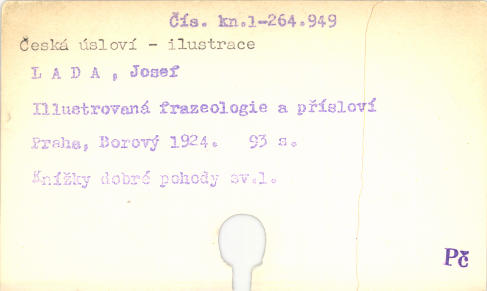 Čís. kn.1-264.949
Česká úsloví - ilustrace
L A D A , Josef
Illustrovaná frazeologie a přísloví
Praha, Borový 1924. 93 s.
Knížky dobré pohody sv.1.
Pč